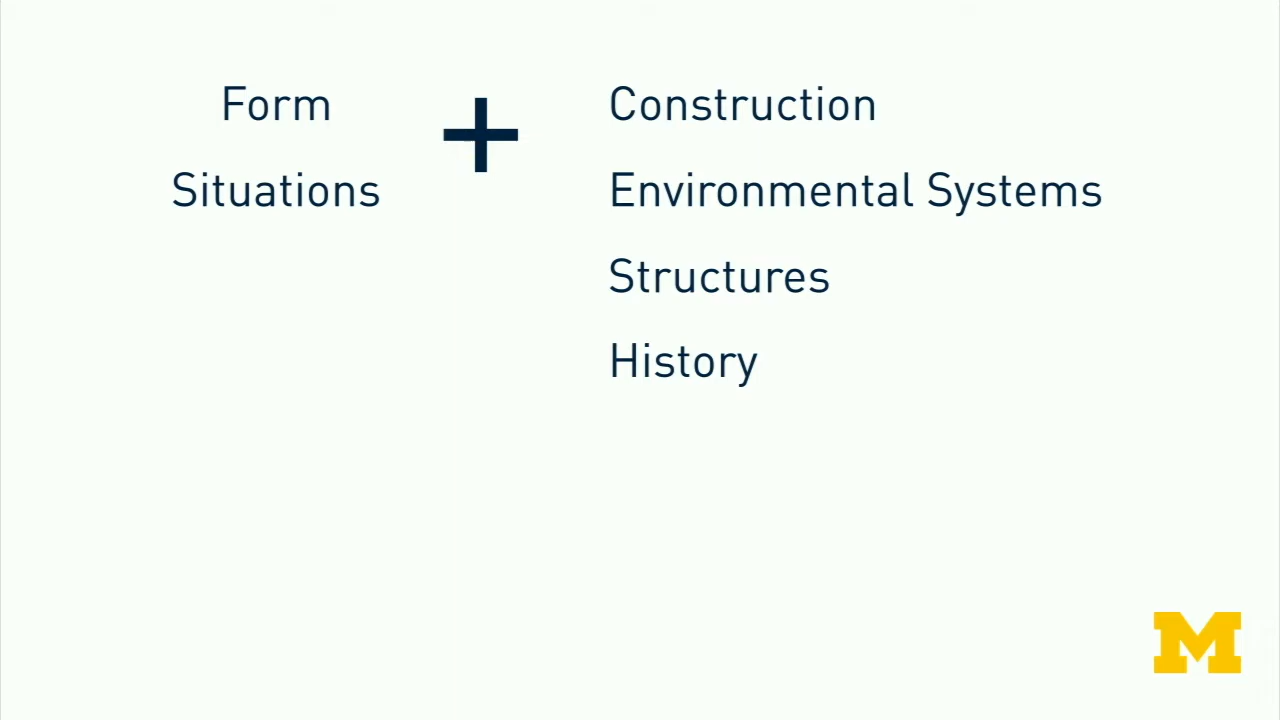 Form
Situations
+
Construction
Environmental Systems
Structures
History
M